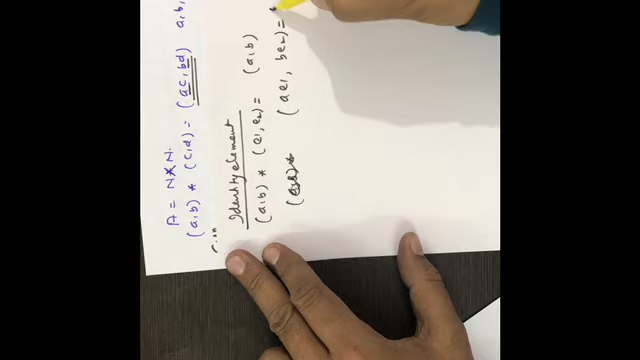 A = N * N.
(a,b) * (c,d) = (ac, bd) a,b,
Identity element
(a,b) * (e1, e2) = (a,b)
(ae1, be2) =